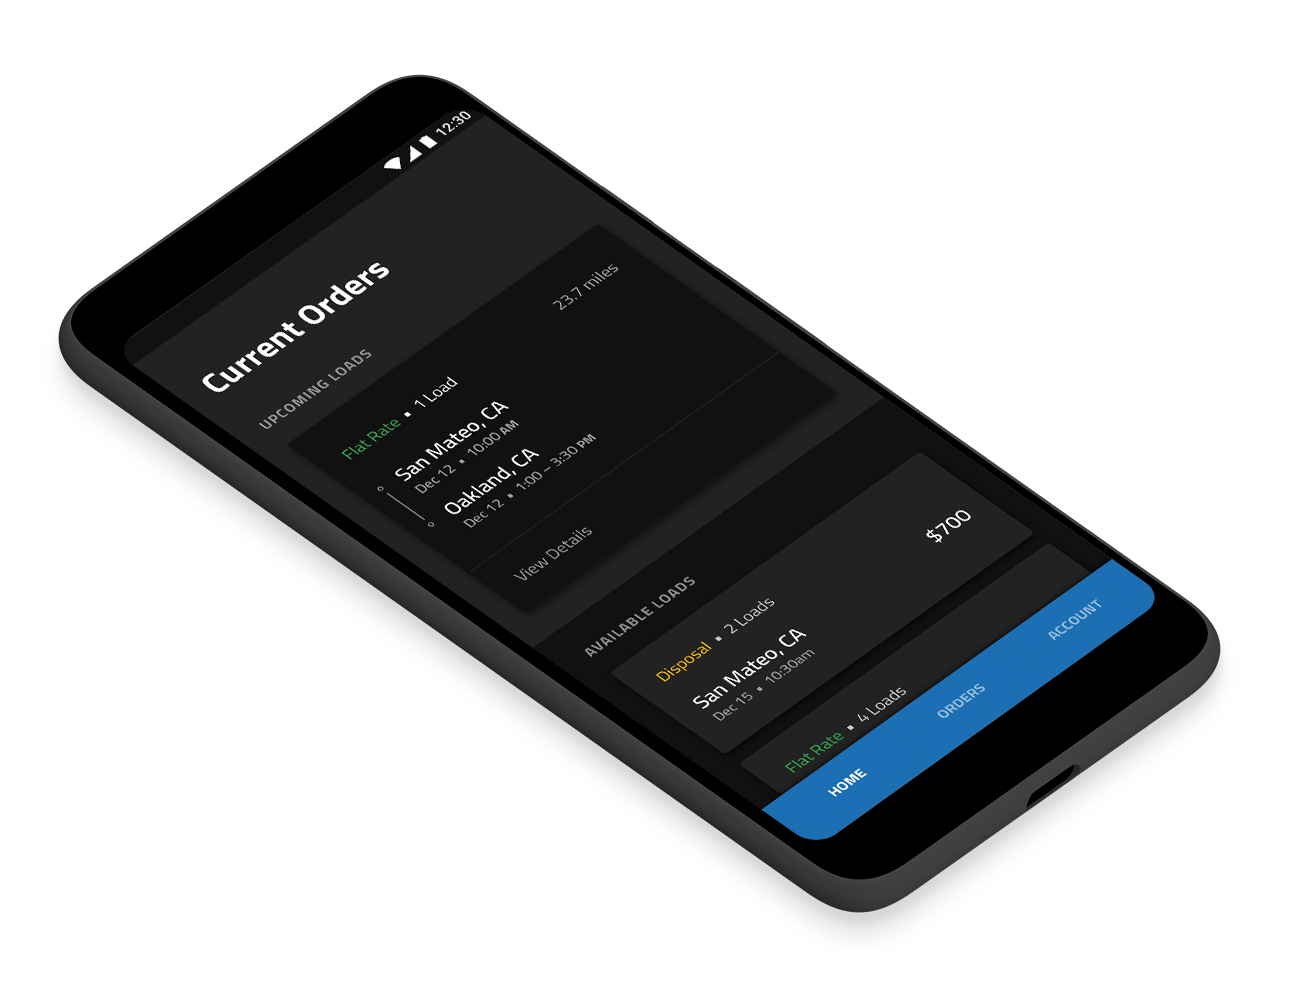 12:30
Current Orders
UPCOMING LOADS
23.7 miles
Flat Rate ▪ 1 Load
San Mateo, CA
Dec 12 ▪ 10:00 AM
Oakland, CA
Dec 12 ▪ 1:00 – 3:30 PM
View Details
AVAILABLE LOADS
$700
Disposal ▪ 2 Loads
San Mateo, CA
Dec 15 ▪ 10:30am
Flat Rate ▪ 4 Loads
HOME ORDERS ACCOUNT